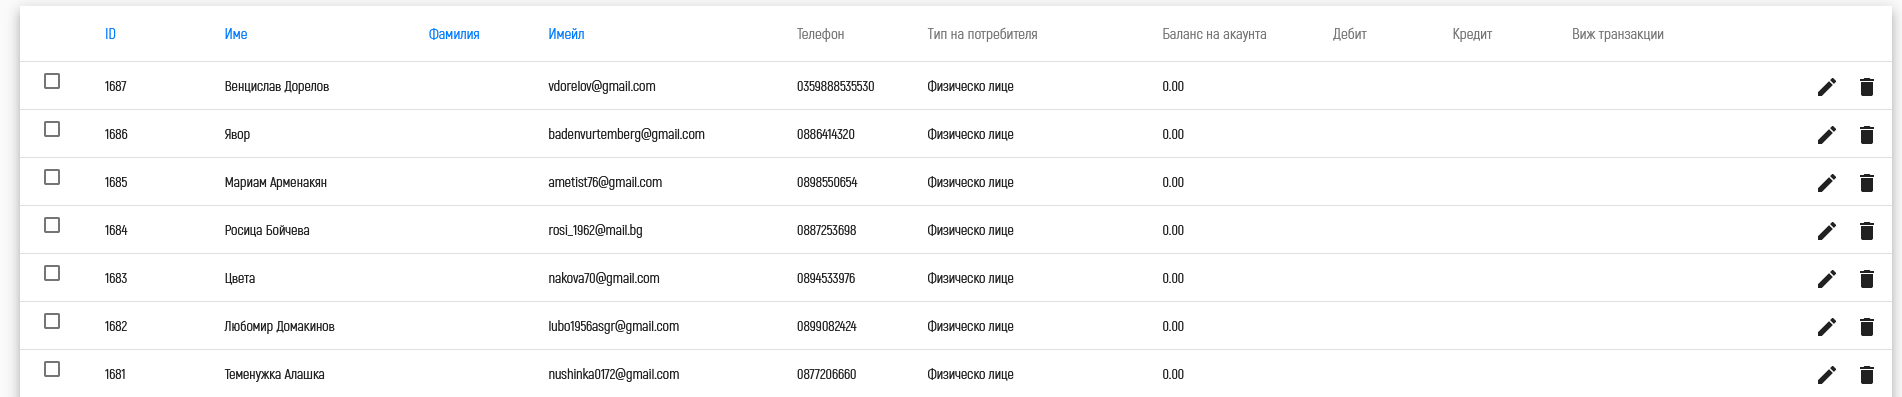 ID Име Фамилия Имейл Телефон Тип на потребителя Баланс на акаунта Дебит Кредит Виж транзакции
1687 Венцислав Дорелов vdorelov@gmail.com 0359888535530 Физическо лице 0.00
1686 Явор badenvurtemberg@gmail.com 0886414320 Физическо лице 0.00
1685 Мариам Арменакян ametist76@gmail.com 0898550654 Физическо лице 0.00
1684 Росица Бойчева rosi_1962@mail.bg 0887253698 Физическо лице 0.00
1683 Цвета nakova70@gmail.com 0894533976 Физическо лице 0.00
1682 Любомир Домакинов lubo1956asgr@gmail.com 0899082424 Физическо лице 0.00
1681 Теменужка Алашка nushinka0172@gmail.com 0877206660 Физическо лице 0.00